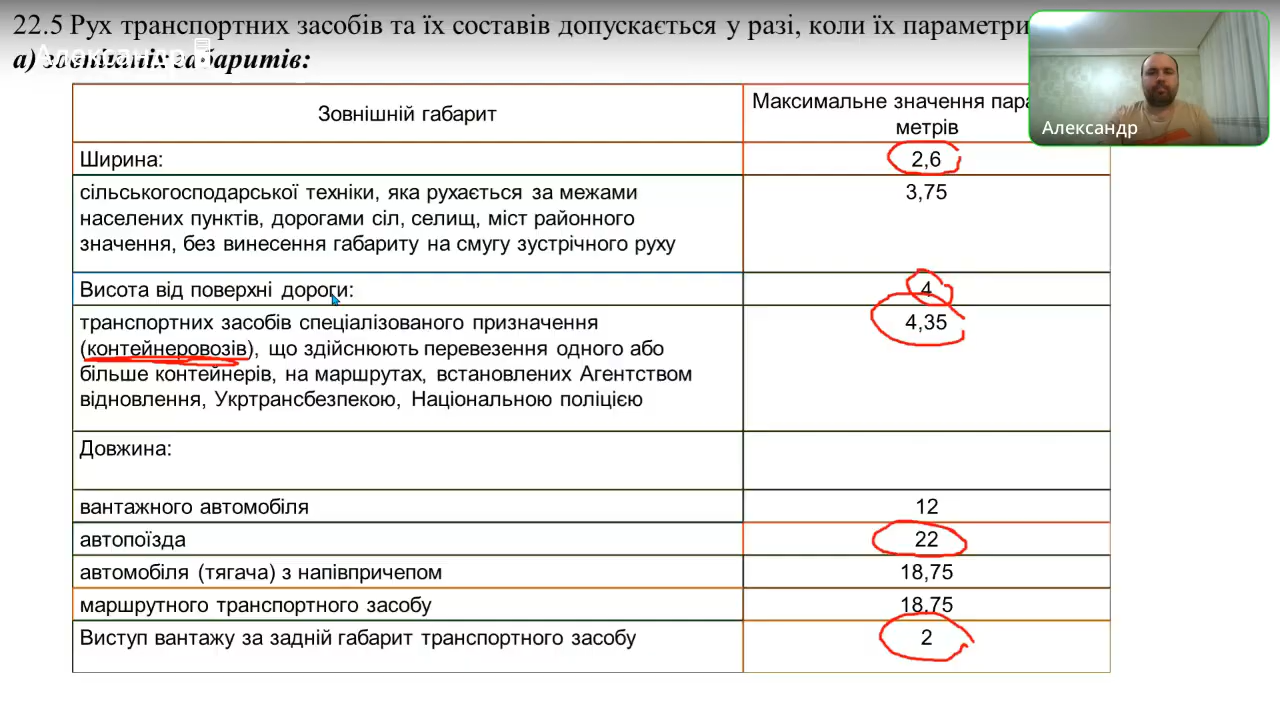 22.5 Рух транспортних засобів та їх составів допускається у разі, коли їх параметри
Александр
а) зовнішніх габаритів:
Зовнішній габарит
Максимальне значення пара
метрів
Александр
Ширина:
2,6
сільськогосподарської техніки, яка рухається за межами
3,75
населених пунктів, дорогами сіл, селищ, міст районного
значення, без винесення габариту на смугу зустрічного руху
Висота від поверхні дороги:
4
транспортних засобів спеціалізованого призначення
4,35
(контейнеровозів), що здійснюють перевезення одного або
більше контейнерів, на маршрутах, встановлених Агентством
відновлення, Укртрансбезпекою, Національною поліцією
Довжина:
вантажного автомобіля
12
автопоїзда
22
автомобіля (тягача) з напівпричепом
18,75
маршрутного транспортного засобу
18,75
Виступ вантажу за задній габарит транспортного засобу
2